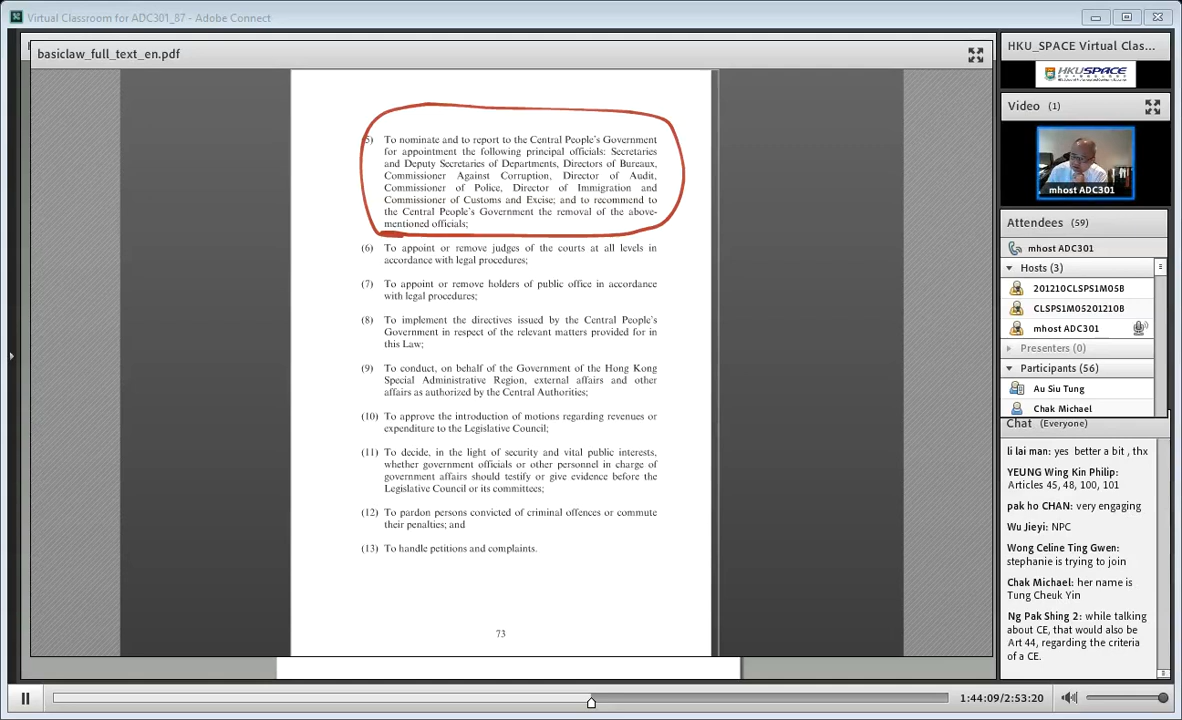 Virtual Classroom for ADC301_87 - Adobe Connect
basiclaw_full_text_en.pdf
5) To nominate and to report to the Central People's Government
for appointment the following principal officials: Secretaries
and Deputy Secretaries of Departments, Directors of Bureaux,
Commissioner Against Corruption, Director of Audit,
Commissioner of Police, Director of Immigration and
Commissioner of Customs and Excise; and to recommend to
the Central People's Government the removal of the above-
mentioned officials;
(6) To appoint or remove judges of the courts at all levels in
accordance with legal procedures;
(7) To appoint or remove holders of public office in accordance
with legal procedures;
(8) To implement the directives issued by the Central People's
Government in respect of the relevant matters provided for in
this Law;
(9) To conduct, on behalf of the Government of the Hong Kong
Special Administrative Region, external affairs and other
affairs as authorized by the Central Authorities;
(10) To approve the introduction of motions regarding revenues or
expenditure to the Legislative Council;
(11) To decide, in the light of security and vital public interests,
whether government officials or other personnel in charge of
government affairs should testify or give evidence before the
Legislative Council or its committees;
(12) To pardon persons convicted of criminal offences or commute
their penalties; and
(13) To handle petitions and complaints.
73
HKU_SPACE Virtual Clas...
HKUSPACE
Video (1)
mhost ADC301
Attendees (59)
mhost ADC301
Hosts (3)
201210CLSPS1M05B
CLSPS1M05201210B
mhost ADC301
Presenters (0)
Participants (56)
Au Siu Tung
Chak Michael
Chat (Everyone)
li lai man: yes better a bit , thx
YEUNG Wing Kin Philip:
Articles 45, 48, 100, 101
pak ho CHAN: very engaging
Wu Jieyi: NPC
Wong Celine Ting Gwen:
stephanie is trying to join
Chak Michael: her name is
Tung Cheuk Yin
Ng Pak Shing 2: while talking
about CE, that would also be
Art 44, regarding the criteria
of a CE.
1:44:09/2:53:20